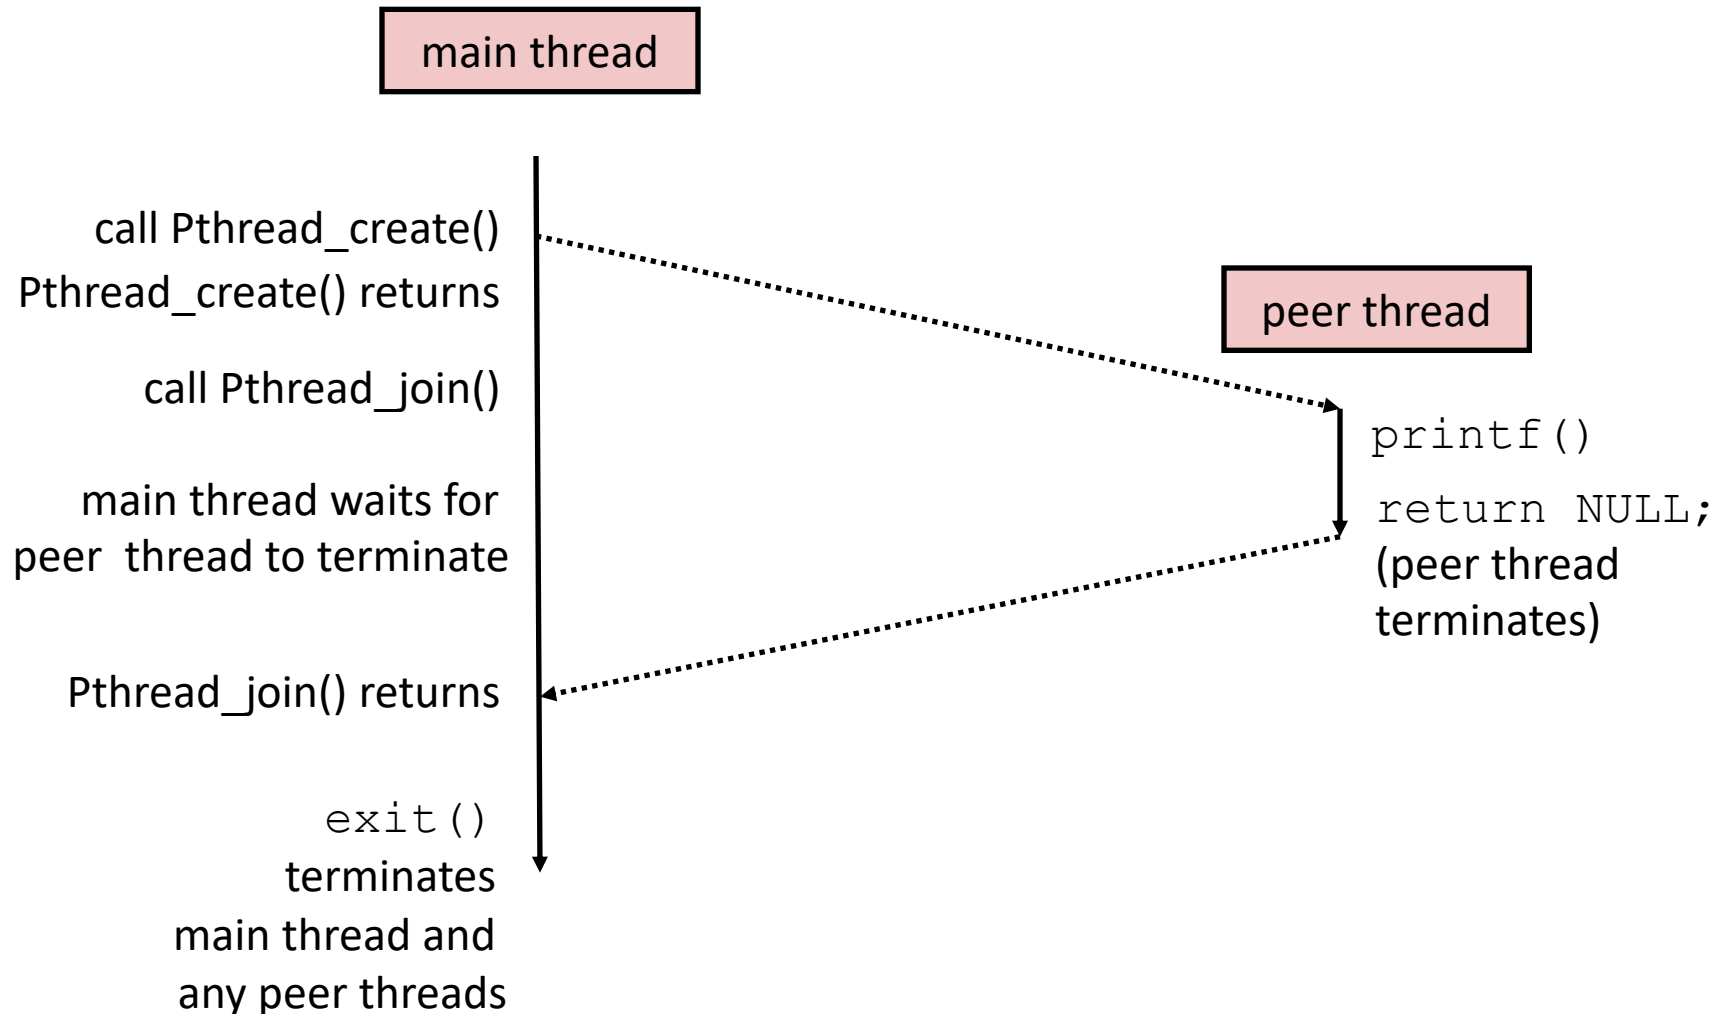 main thread
call Pthread_create()
Pthread_create() returns
peer thread
call Pthread_join()
printf()
main thread waits for
peer  thread to terminate
return NULL;
(peer thread
terminates)
Pthread_join() returns
exit()
terminates
main thread and
any peer threads